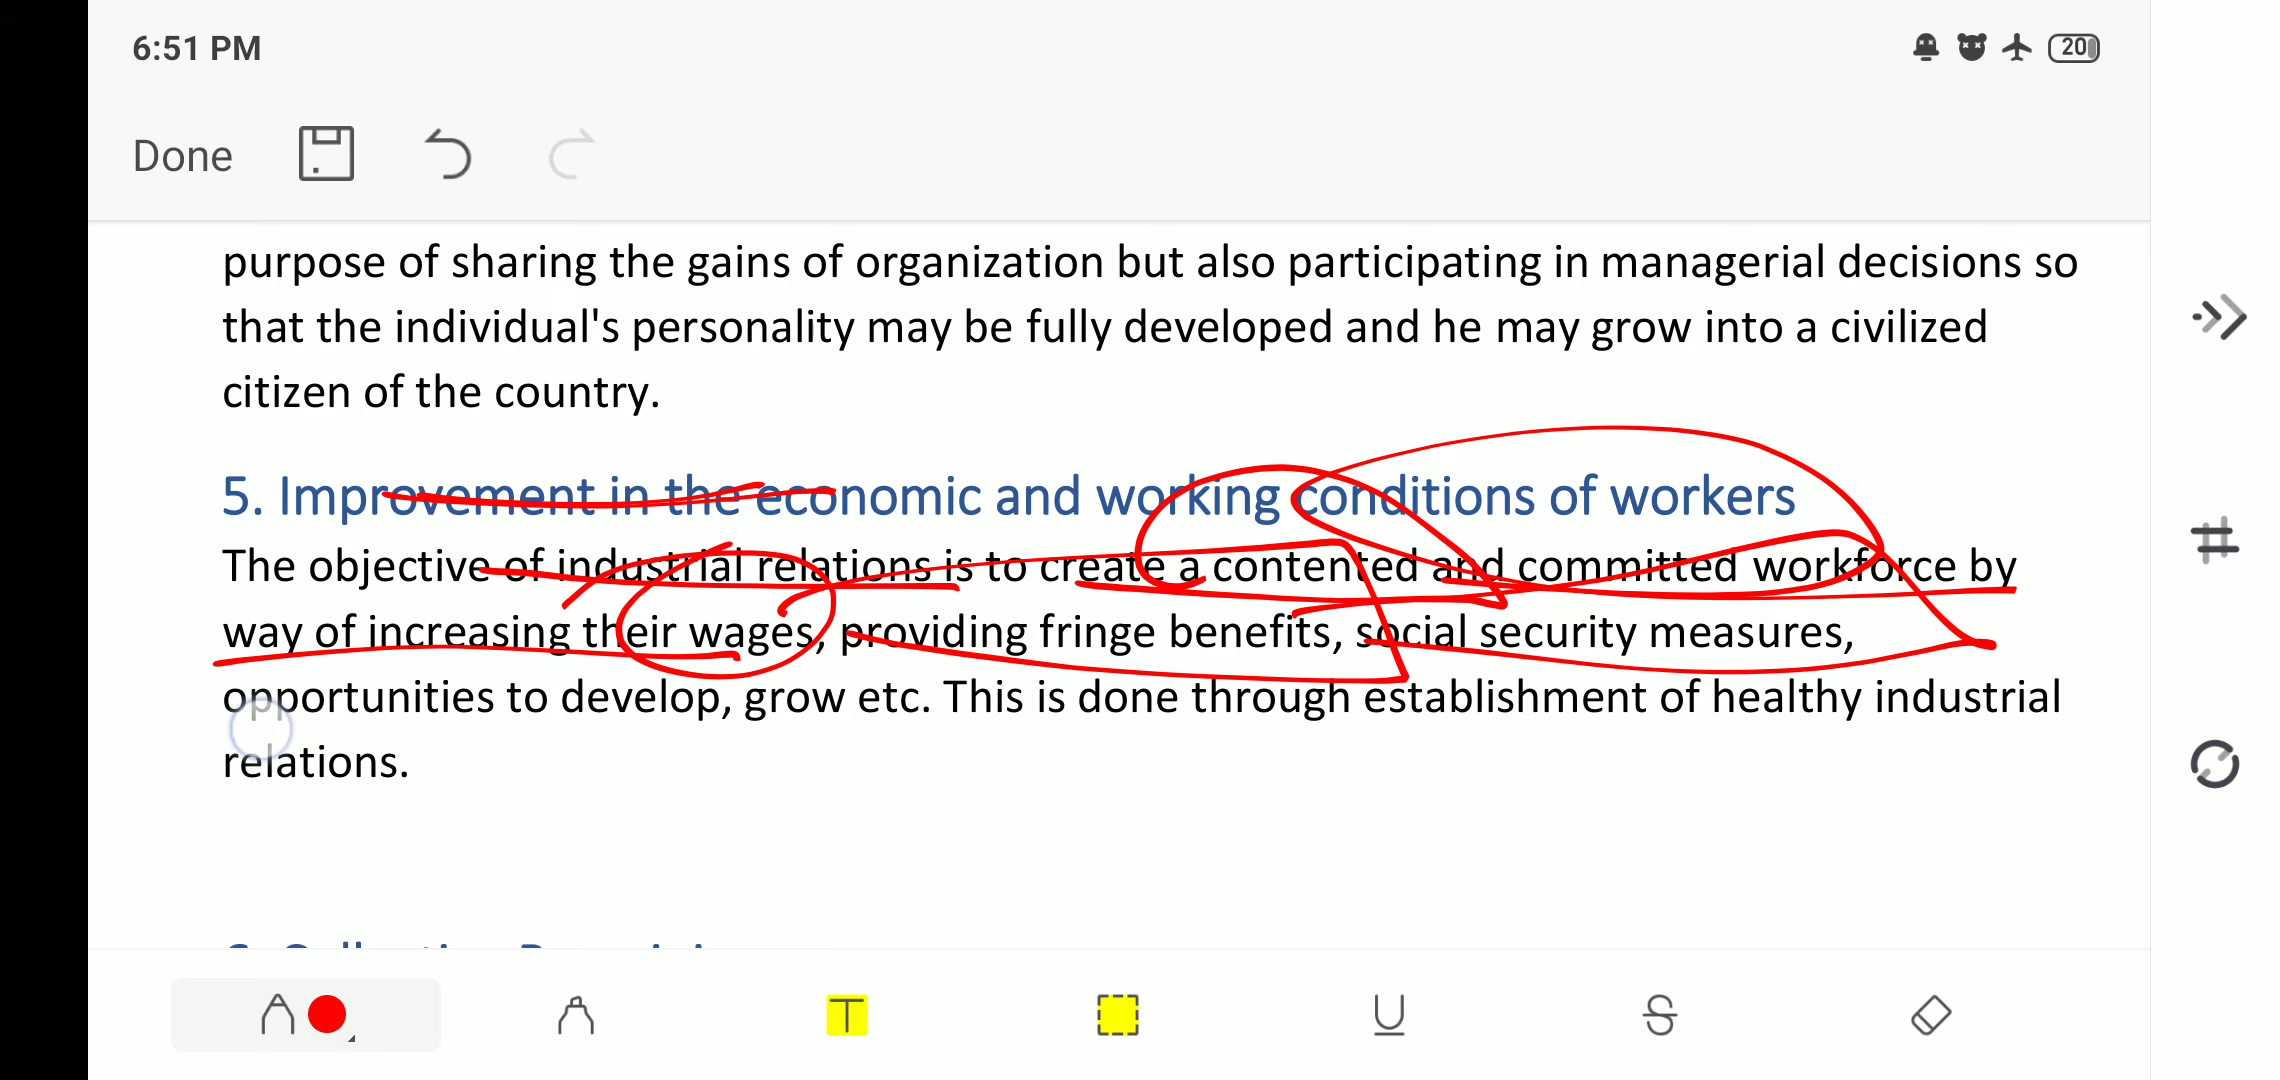 6:51 PM
20
Done
purpose of sharing the gains of organization but also participating in managerial decisions so
that the individual's personality may be fully developed and he may grow into a civilized
citizen of the country.
5. Improvement in the economic and working conditions of workers
The objective of industrial relations is to create a contented and committed workforce by
way of increasing their wages, providing fringe benefits, social security measures,
opportunities to develop, grow etc. This is done through establishment of healthy industrial
relations.